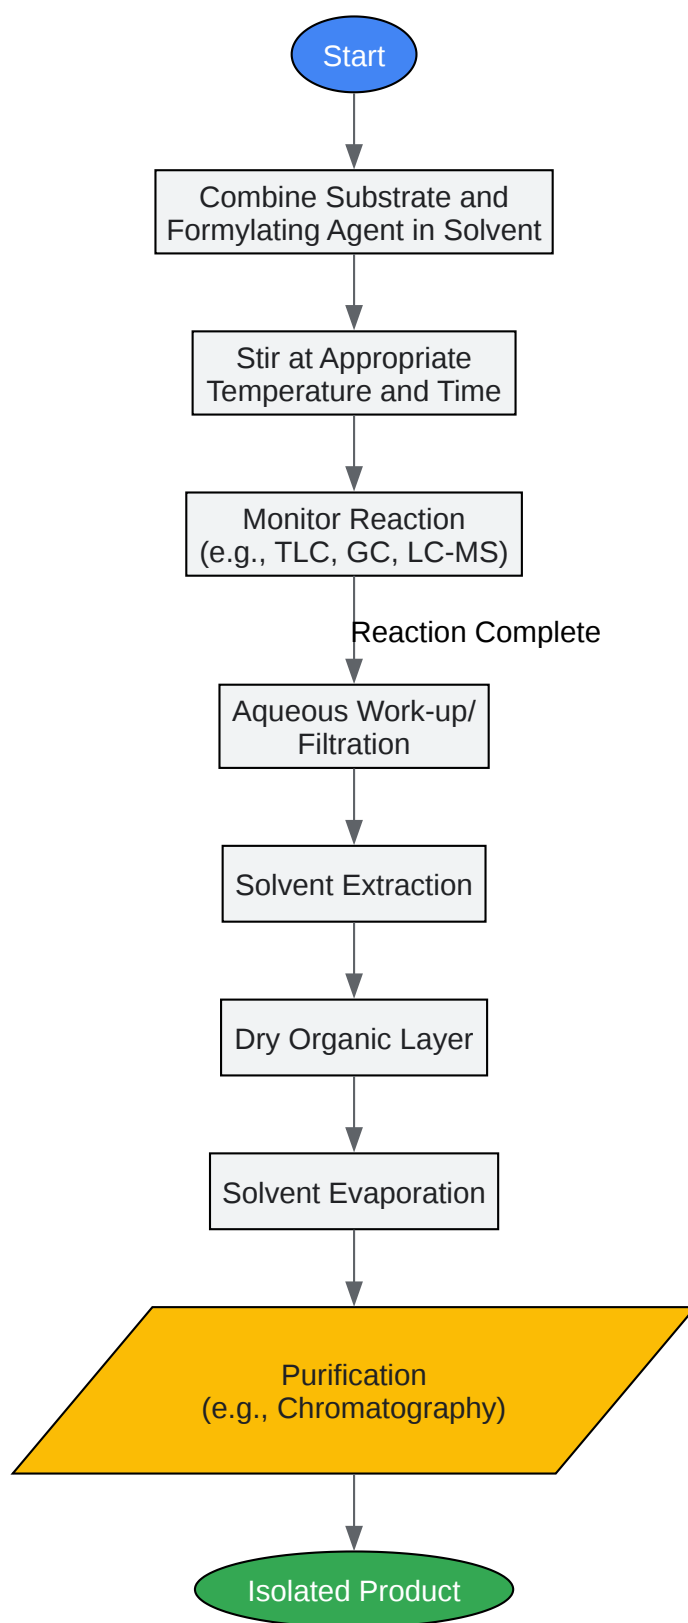 Start
Combine Substrate and
Formylating Agent in Solvent
Stir at Appropriate
Temperature and Time
Monitor Reaction
(e.g., TLC, GC, LC-MS)
Reaction Complete
Aqueous Work-up/
Filtration
Solvent Extraction
Dry Organic Layer
Solvent Evaporation
Purification
(e.g., Chromatography)
Isolated Product